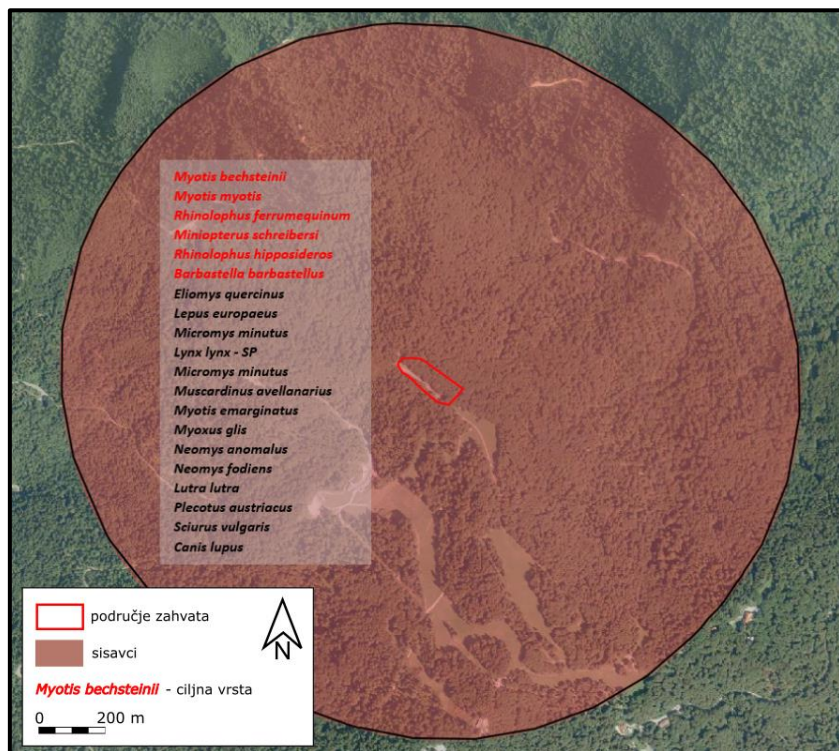 Myotis bechsteinii
Myotis myotis
Rhinolophus ferrumequinum
Miniopterus schreibersi
Rhinolophus hipposideros
Barbastella barbastellus
Eliomys quercinus
Lepus europaeus
Micromys minutus
Lynx lynx - SP
Micromys minutus
Muscardinus avellanarius
Myotis emarginatus
Myoxus glis
Neomys anomalus
Neomys fodiens
Lutra lutra
Plecotus austriacus
Sciurus vulgaris
Canis lupus
područje zahvata
sisavci
N
Myotis bechsteinii - ciljna vrsta
0 200 m